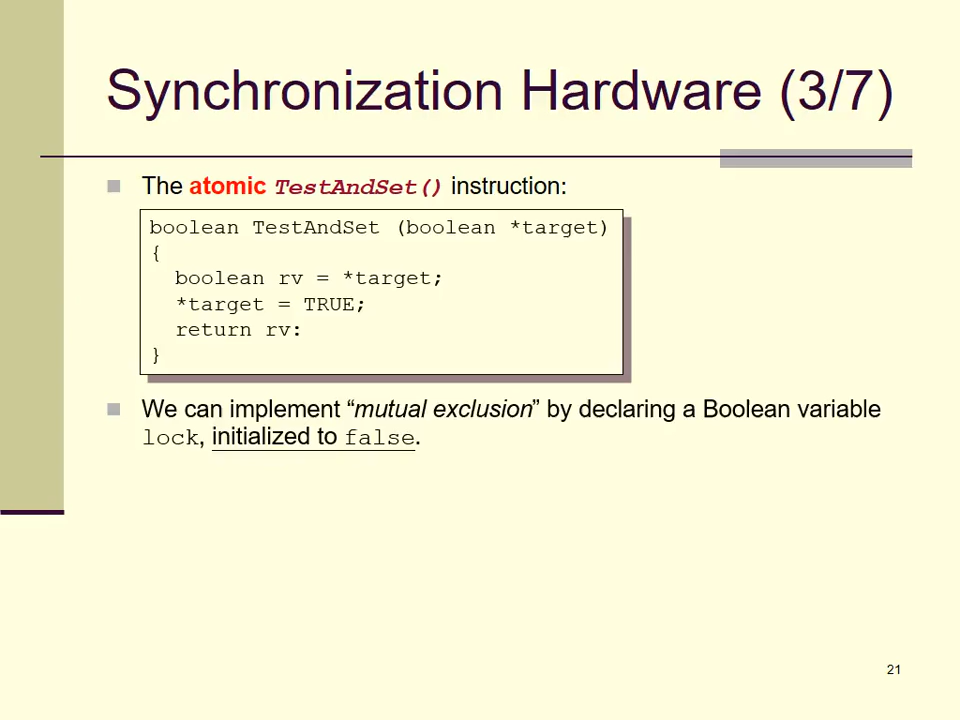 Synchronization Hardware (3/7)
The atomic TestAndSet() instruction:
boolean TestAndSet (boolean *target)
{
boolean rv = *target;
*target = TRUE;
return rv:
}
We can implement “mutual exclusion” by declaring a Boolean variable
lock, initialized to false.
21